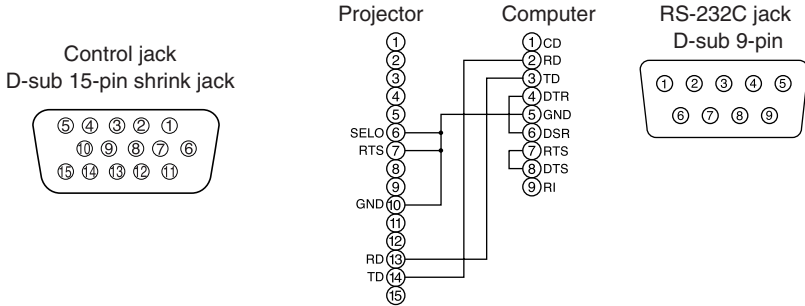 Control jack
D-sub 15-pin shrink jack
5 4 3 2 1
10 9 8 7 6
15 14 13 12 11
Projector
1
2
3
4
5
SELO 6
RTS 7
8
9
GND 10
11
12
RD 13
TD 14
15
Computer
1 CD
2 RD
3 TD
4 DTR
5 GND
6 DSR
7 RTS
8 DTS
9 RI
RS-232C jack
D-sub 9-pin
1 2 3 4 5
6 7 8 9